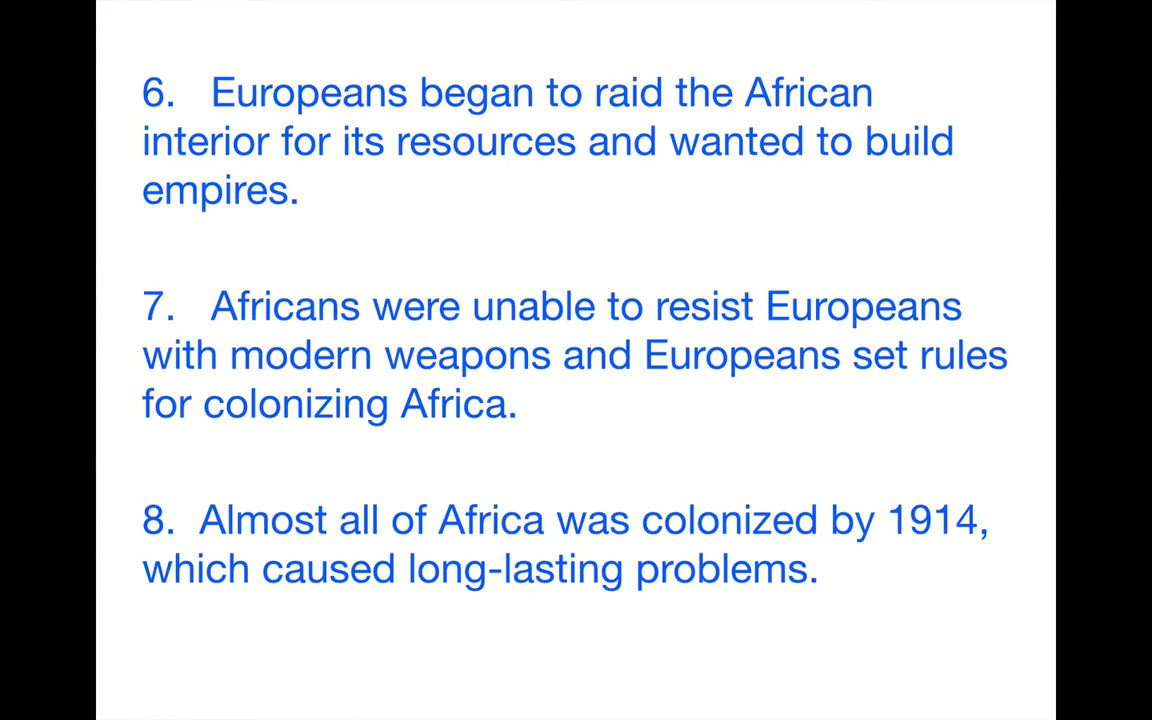 6. Europeans began to raid the African
interior for its resources and wanted to build
empires.
7. Africans were unable to resist Europeans
with modern weapons and Europeans set rules
for colonizing Africa.
8. Almost all of Africa was colonized by 1914,
which caused long-lasting problems.